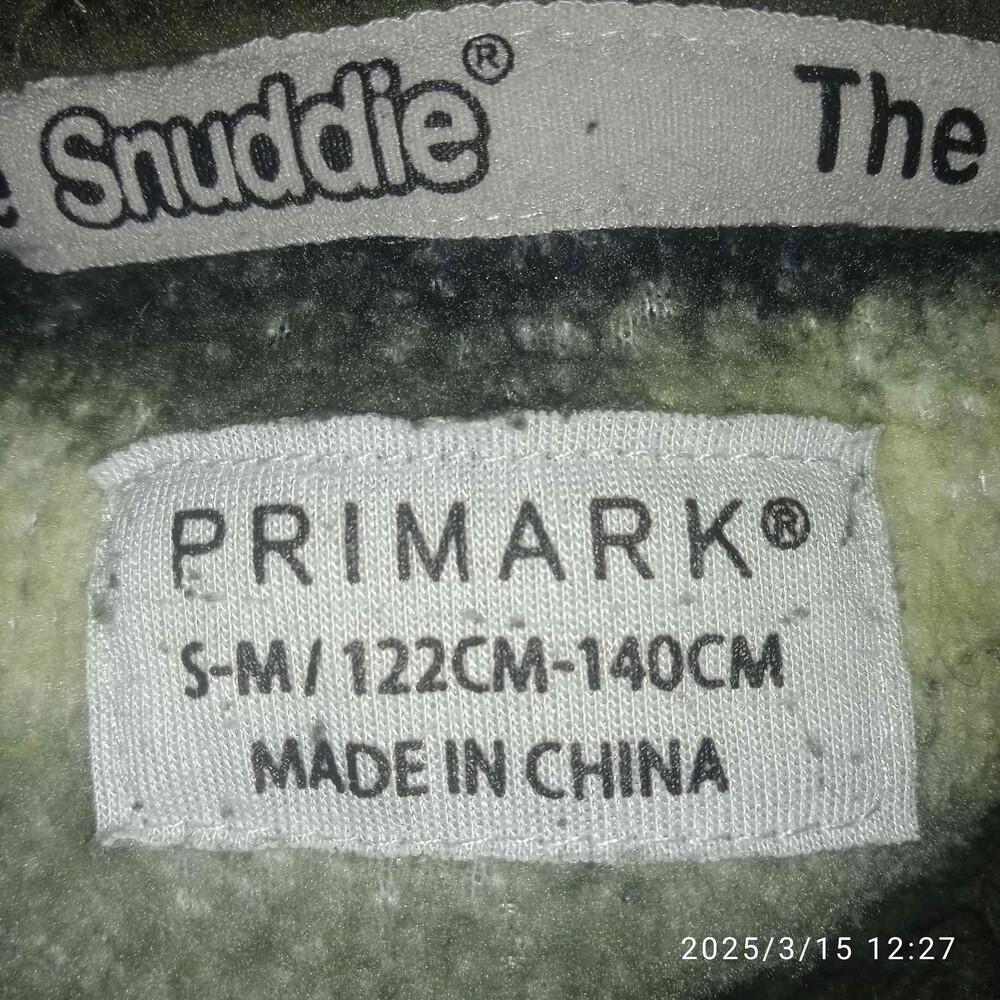 Snuddie® The
PRIMARK®
S-M/ 122CM-140CM
MADE IN CHINA
2025/3/15 12:27